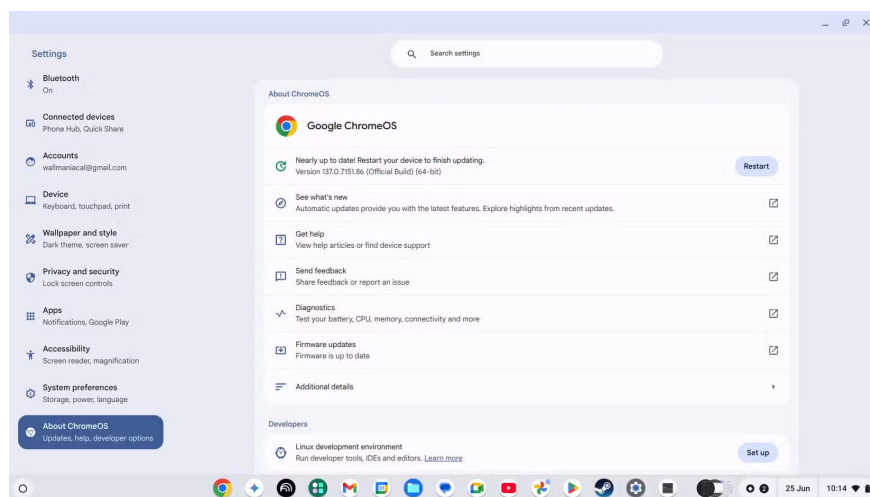 Settings
Search settings
Bluetooth
On
Connected devices
Phone Hub, Quick Share
Accounts
wallmaniacal@gmail.com
Device
Keyboard, touchpad, print
Wallpaper and style
Dark theme, screen saver
Privacy and security
Lock screen controls
Apps
Notifications, Google Play
Accessibility
Screen reader, magnification
System preferences
Storage, power, language
About ChromeOS
Updates, help, developer options
About ChromeOS
Google ChromeOS
Nearly up to date! Restart your device to finish updating.
Version 137.0.7151.86 (Official Build) (64-bit)
Restart
See what's new
Automatic updates provide you with the latest features. Explore highlights from recent updates.
Get help
View help articles or find device support
Send feedback
Share feedback or report an issue
Diagnostics
Test your battery, CPU, memory, connectivity and more
Firmware updates
Firmware is up to date
Additional details
Developers
Linux development environment
Run developer tools, IDEs and editors. Learn more
Set up
2
25 Jun
10:14